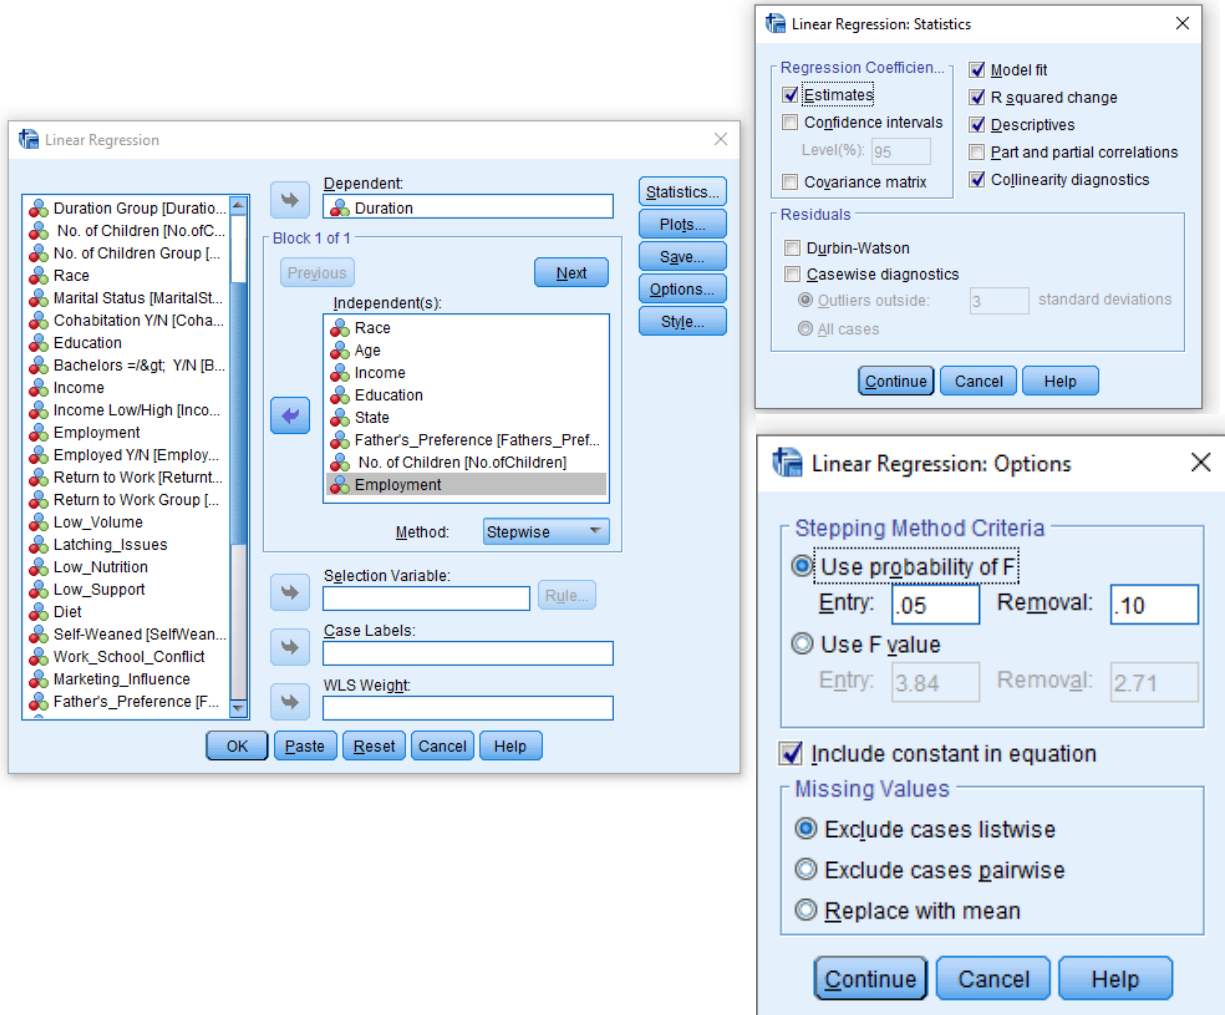 Linear Regression
Duration Group [Duratio...
No. of Children [No.ofC...
No. of Children Group [...
Race
Marital Status [MaritalSt...
Cohabitation Y/N [Coha...
Education
Bachelors =/&gt; Y/N [B...
Income
Income Low/High [Inco...
Employment
Employed Y/N [Employ...
Return to Work [Returnt...
Return to Work Group [...
Low_Volume
Latching_Issues
Low_Nutrition
Low_Support
Diet
Self-Weaned [SelfWean...
Work_School_Conflict
Marketing_Influence
Father's_Preference [F...
Dependent:
Duration
Block 1 of 1
Previous
Next
Independent(s):
Race
Age
Income
Education
State
Father's_Preference [Fathers_Pref...
No. of Children [No.ofChildren]
Employment
Method:
Stepwise
Selection Variable:
Rule...
Case Labels:
WLS Weight:
Statistics...
Plots...
Save...
Options...
Style...
OK
Paste
Reset
Cancel
Help
Linear Regression: Statistics
Regression Coefficien...
Estimates
Confidence intervals
Level(%): 95
Covariance matrix
Model fit
R squared change
Descriptives
Part and partial correlations
Collinearity diagnostics
Residuals
Durbin-Watson
Casewise diagnostics
Outliers outside: 3 standard deviations
All cases
Continue
Cancel
Help
Linear Regression: Options
Stepping Method Criteria
Use probability of F
Entry: .05 Removal: .10
Use F value
Entry: 3.84 Removal: 2.71
Include constant in equation
Missing Values
Exclude cases listwise
Exclude cases pairwise
Replace with mean
Continue
Cancel
Help